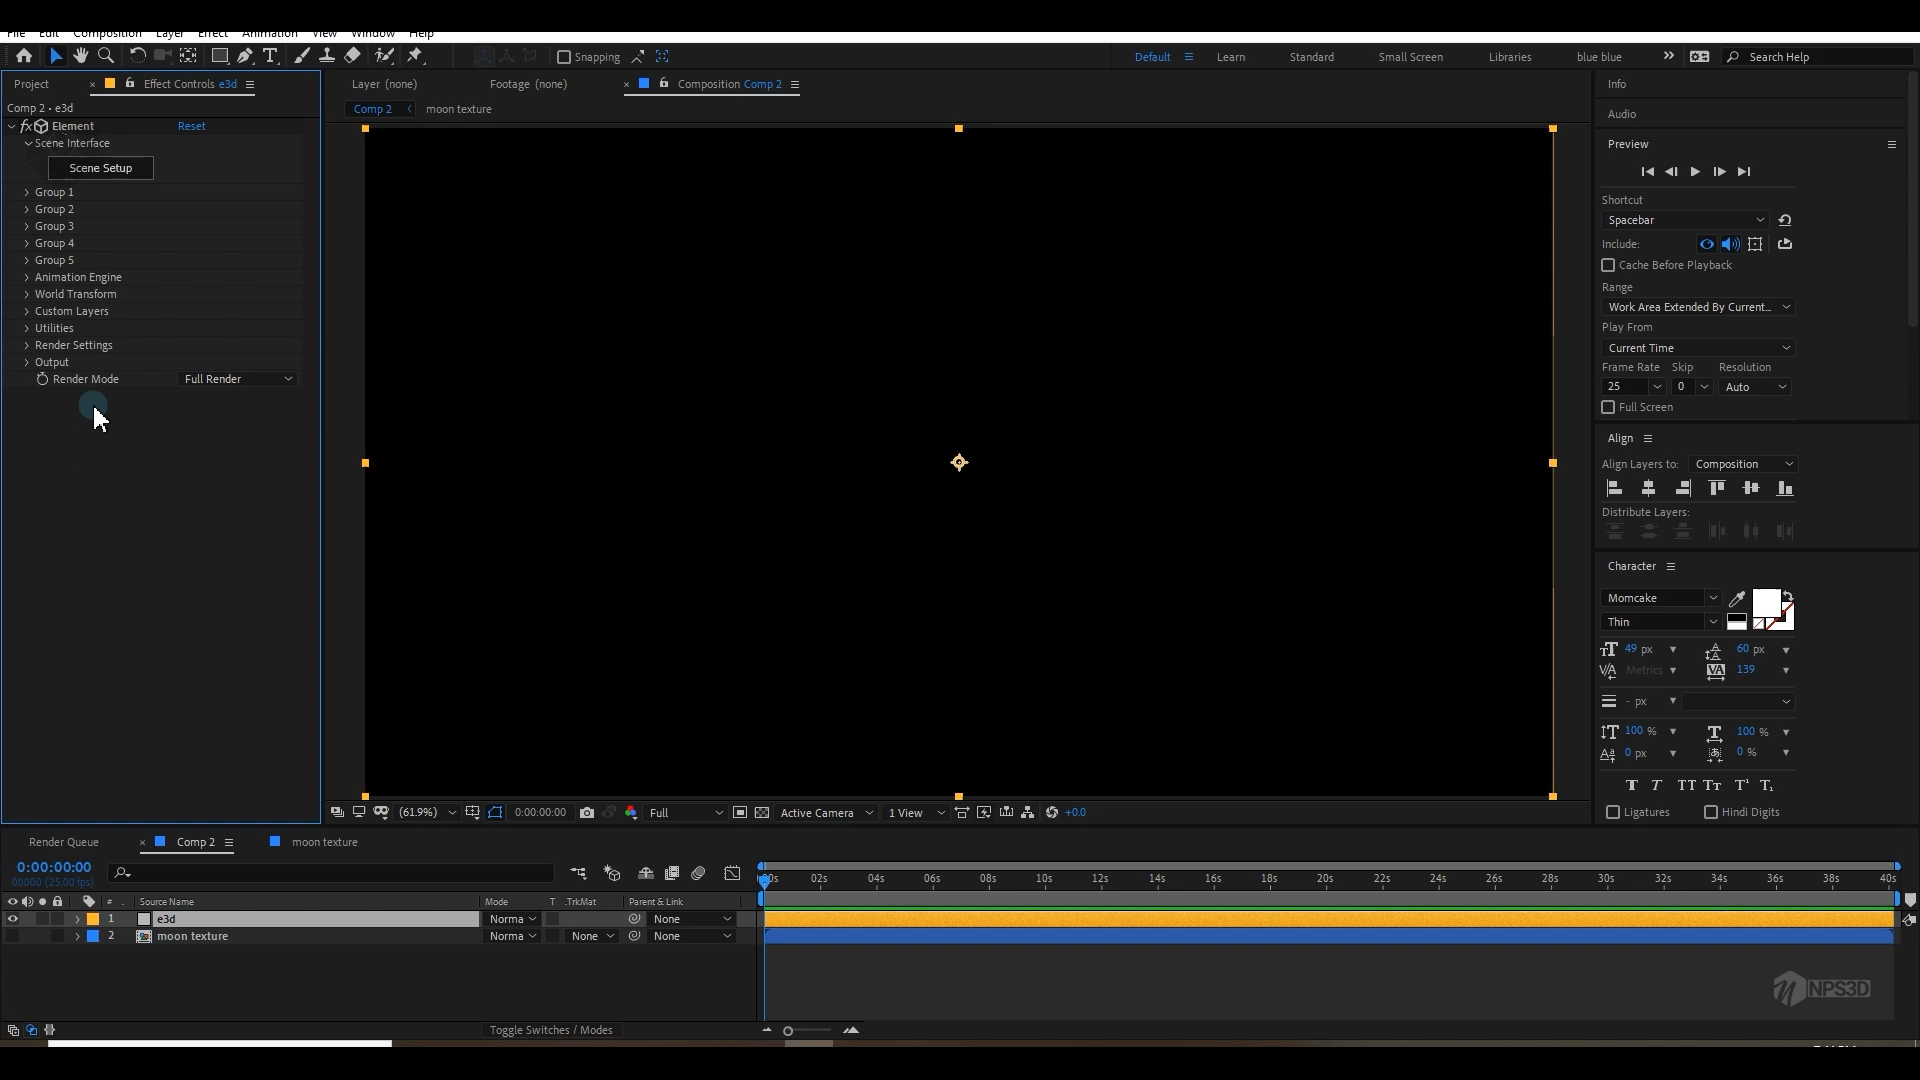 File Edit Composition Layer Effect Animation View Window Help
Snapping
Default
Learn
Standard
Small Screen
Libraries
blue blue
Search Help
Project
Effect Controls e3d
Comp 2 • e3d
fx Element
Reset
Scene Interface
Scene Setup
Group 1
Group 2
Group 3
Group 4
Group 5
Animation Engine
World Transform
Custom Layers
Utilities
Render Settings
Output
Render Mode
Full Render
Layer (none)
Footage (none)
Composition Comp 2
Comp 2
moon texture
(61.9%)
0:00:00:00
Full
Active Camera
1 View
+0.0
Info
Audio
Preview
Shortcut
Spacebar
Include:
Cache Before Playback
Range
Work Area Extended By Current...
Play From
Current Time
Frame Rate Skip Resolution
25 0 Auto
Full Screen
Align
Align Layers to: Composition
Distribute Layers:
Character
Momcake
Thin
49 px
60 px
Metrics
139
- px
100 %
100 %
0 px
0 %
Ligatures
Hindi Digits
Render Queue
Comp 2
moon texture
0:00:00:00
00000 (25.00 fps)
02s 04s 06s 08s 10s 12s 14s 16s 18s 20s 22s 24s 26s 28s 30s 32s 34s 36s 38s 40s
# Source Name Mode T .TrkMat Parent & Link
1 e3d Norma None
2 moon texture Norma None None
Toggle Switches / Modes
NPS3D